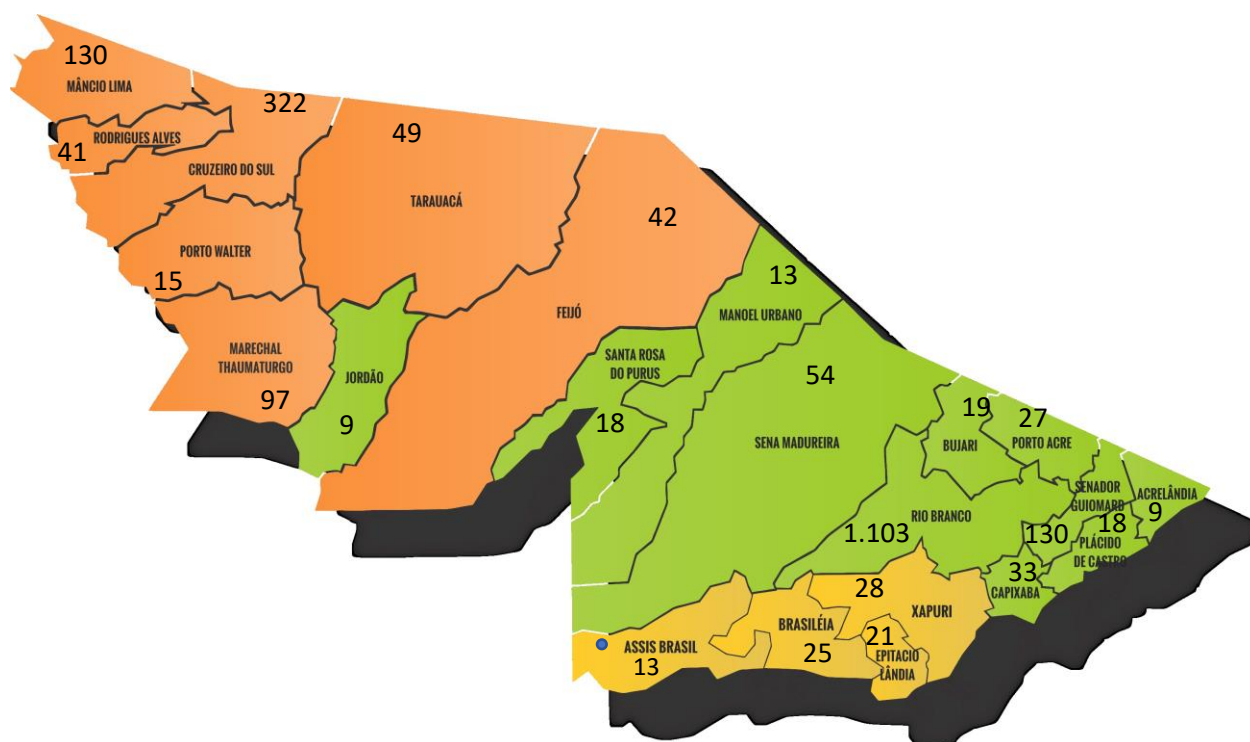 130
MÂNCIO LIMA
322
RODRIGUES ALVES
41
CRUZEIRO DO SUL
49
TARAUACÁ
42
PORTO WALTER
15
13
MANOEL URBANO
FEIJÓ
MARECHAL
THAUMATURGO
97
JORDÃO
9
SANTA ROSA
DO PURUS
18
54
SENA MADUREIRA
19
BUJARI
27
PORTO ACRE
SENADOR
GUIOMARD
130
ACRELÂNDIA
9
RIO BRANCO
1.103
18
PLÁCIDO
DE CASTRO
33
CAPIXABA
28
XAPURI
BRASILÉIA
25
21
EPITACIO
LÂNDIA
ASSIS BRASIL
13